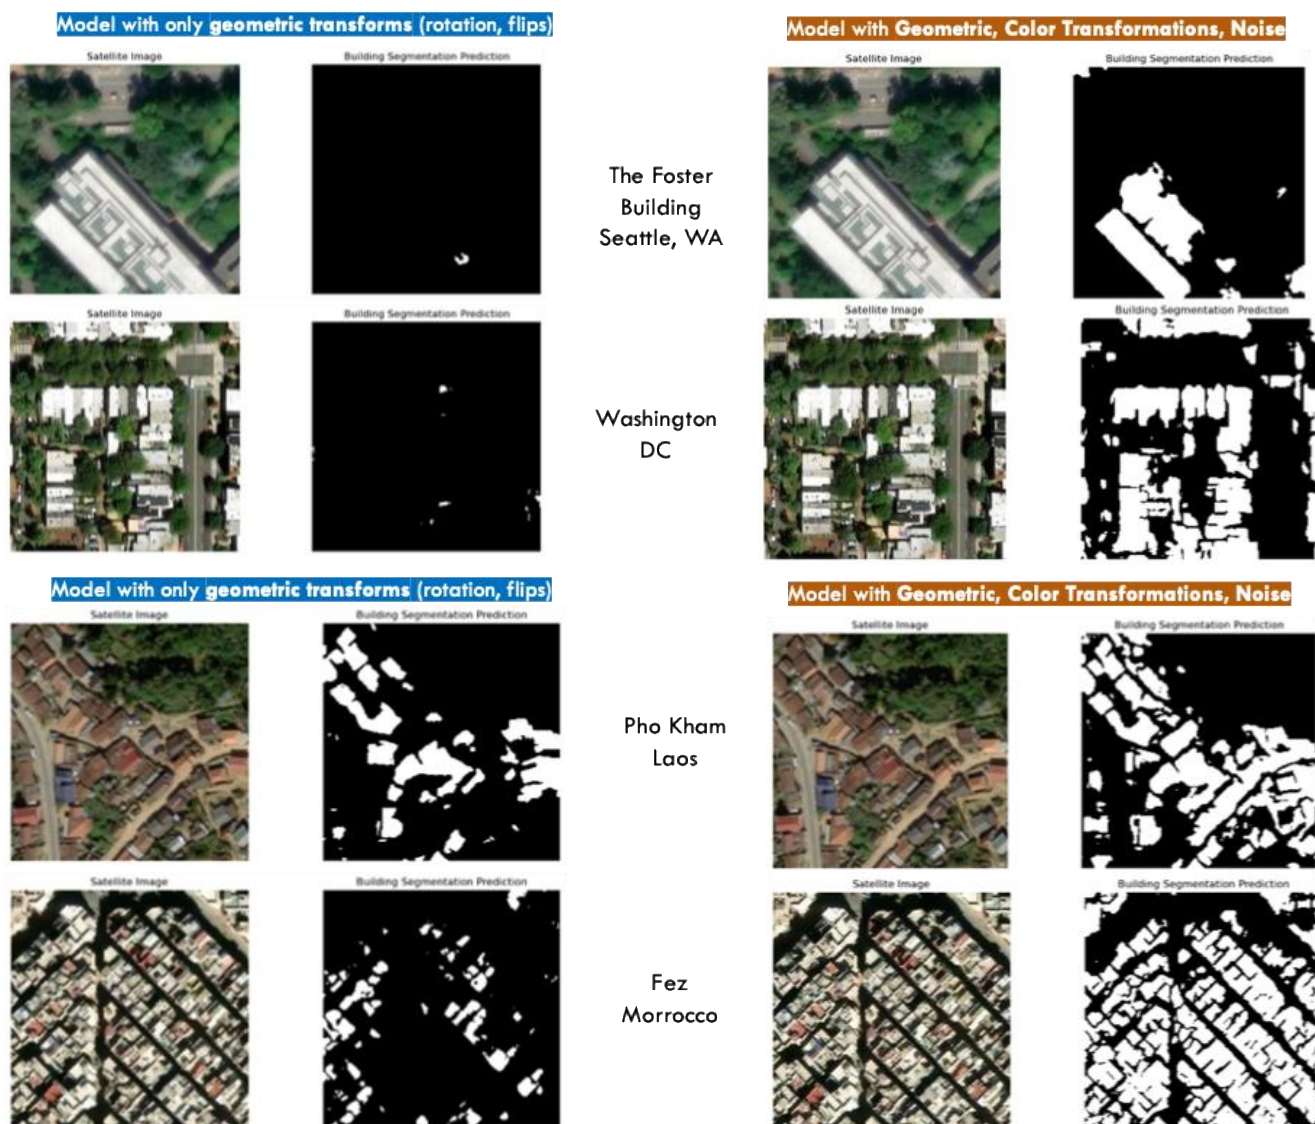 Model with only geometric transforms (rotation, flips)
Model with Geometric, Color Transformations, Noise
Satellite Image
Building Segmentation Prediction
Satellite Image
Building Segmentation Prediction
The Foster
Building
Seattle, WA
Satellite Image
Building Segmentation Prediction
Satellite Image
Building Segmentation Prediction
Washington
DC
Model with only geometric transforms (rotation, flips)
Model with Geometric, Color Transformations, Noise
Satellite Image
Building Segmentation Prediction
Satellite Image
Building Segmentation Prediction
Pho Kham
Laos
Satellite Image
Building Segmentation Prediction
Satellite Image
Building Segmentation Prediction
Fez
Morrocco